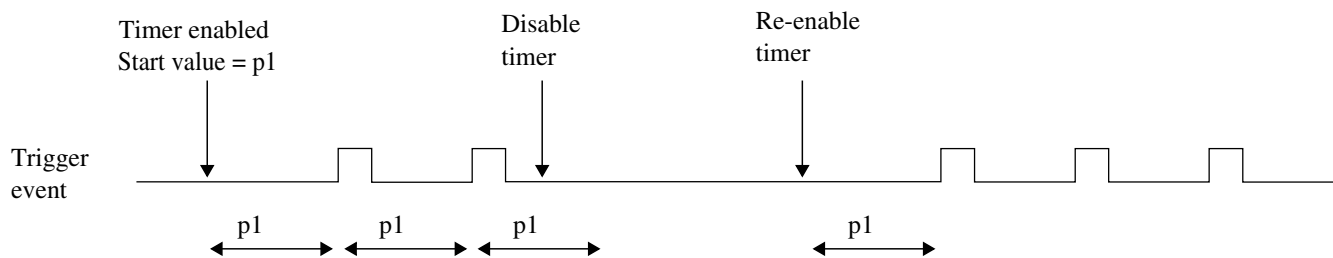 Timer enabled
Start value = p1
Disable
timer
Re-enable
timer
Trigger
event
p1
p1
p1
p1